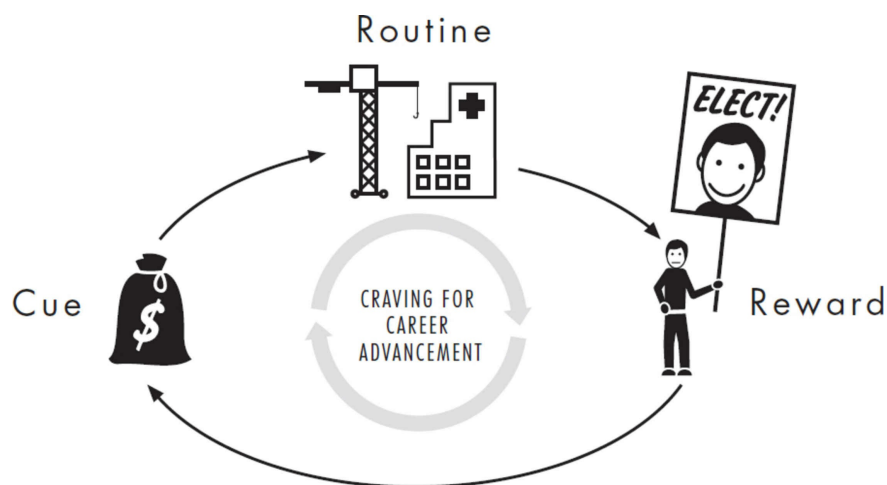 Routine
ELECT!
Cue
$
CRAVING FOR
CAREER
ADVANCEMENT
Reward